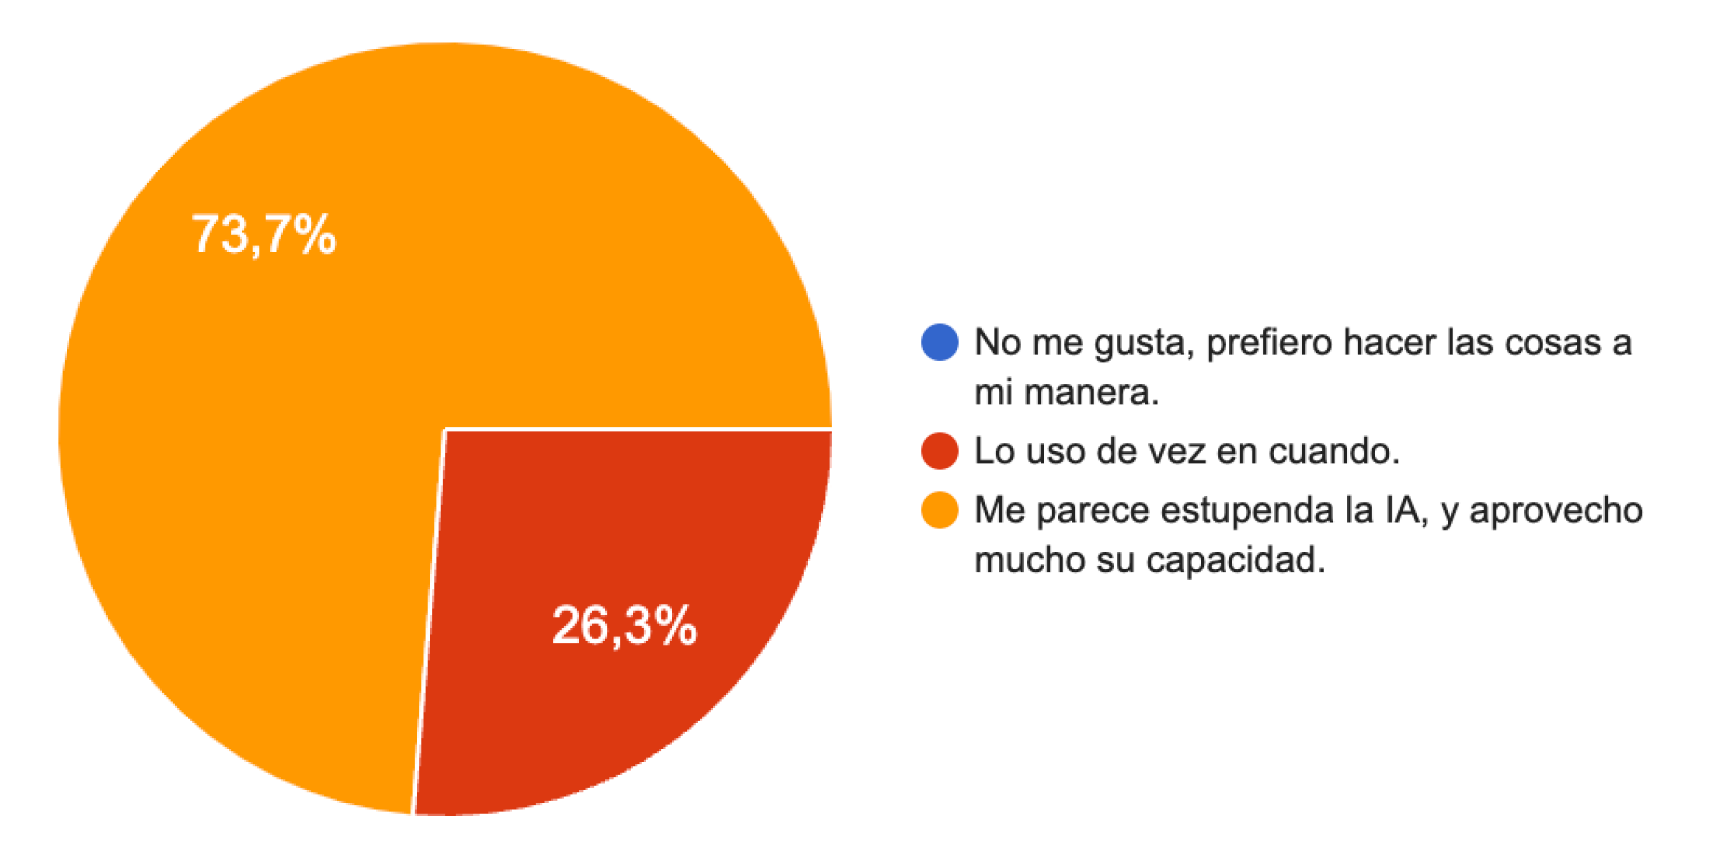 73,7%
26,3%
No me gusta, prefiero hacer las cosas a
mi manera.
Lo uso de vez en cuando.
Me parece estupenda la IA, y aprovecho
mucho su capacidad.